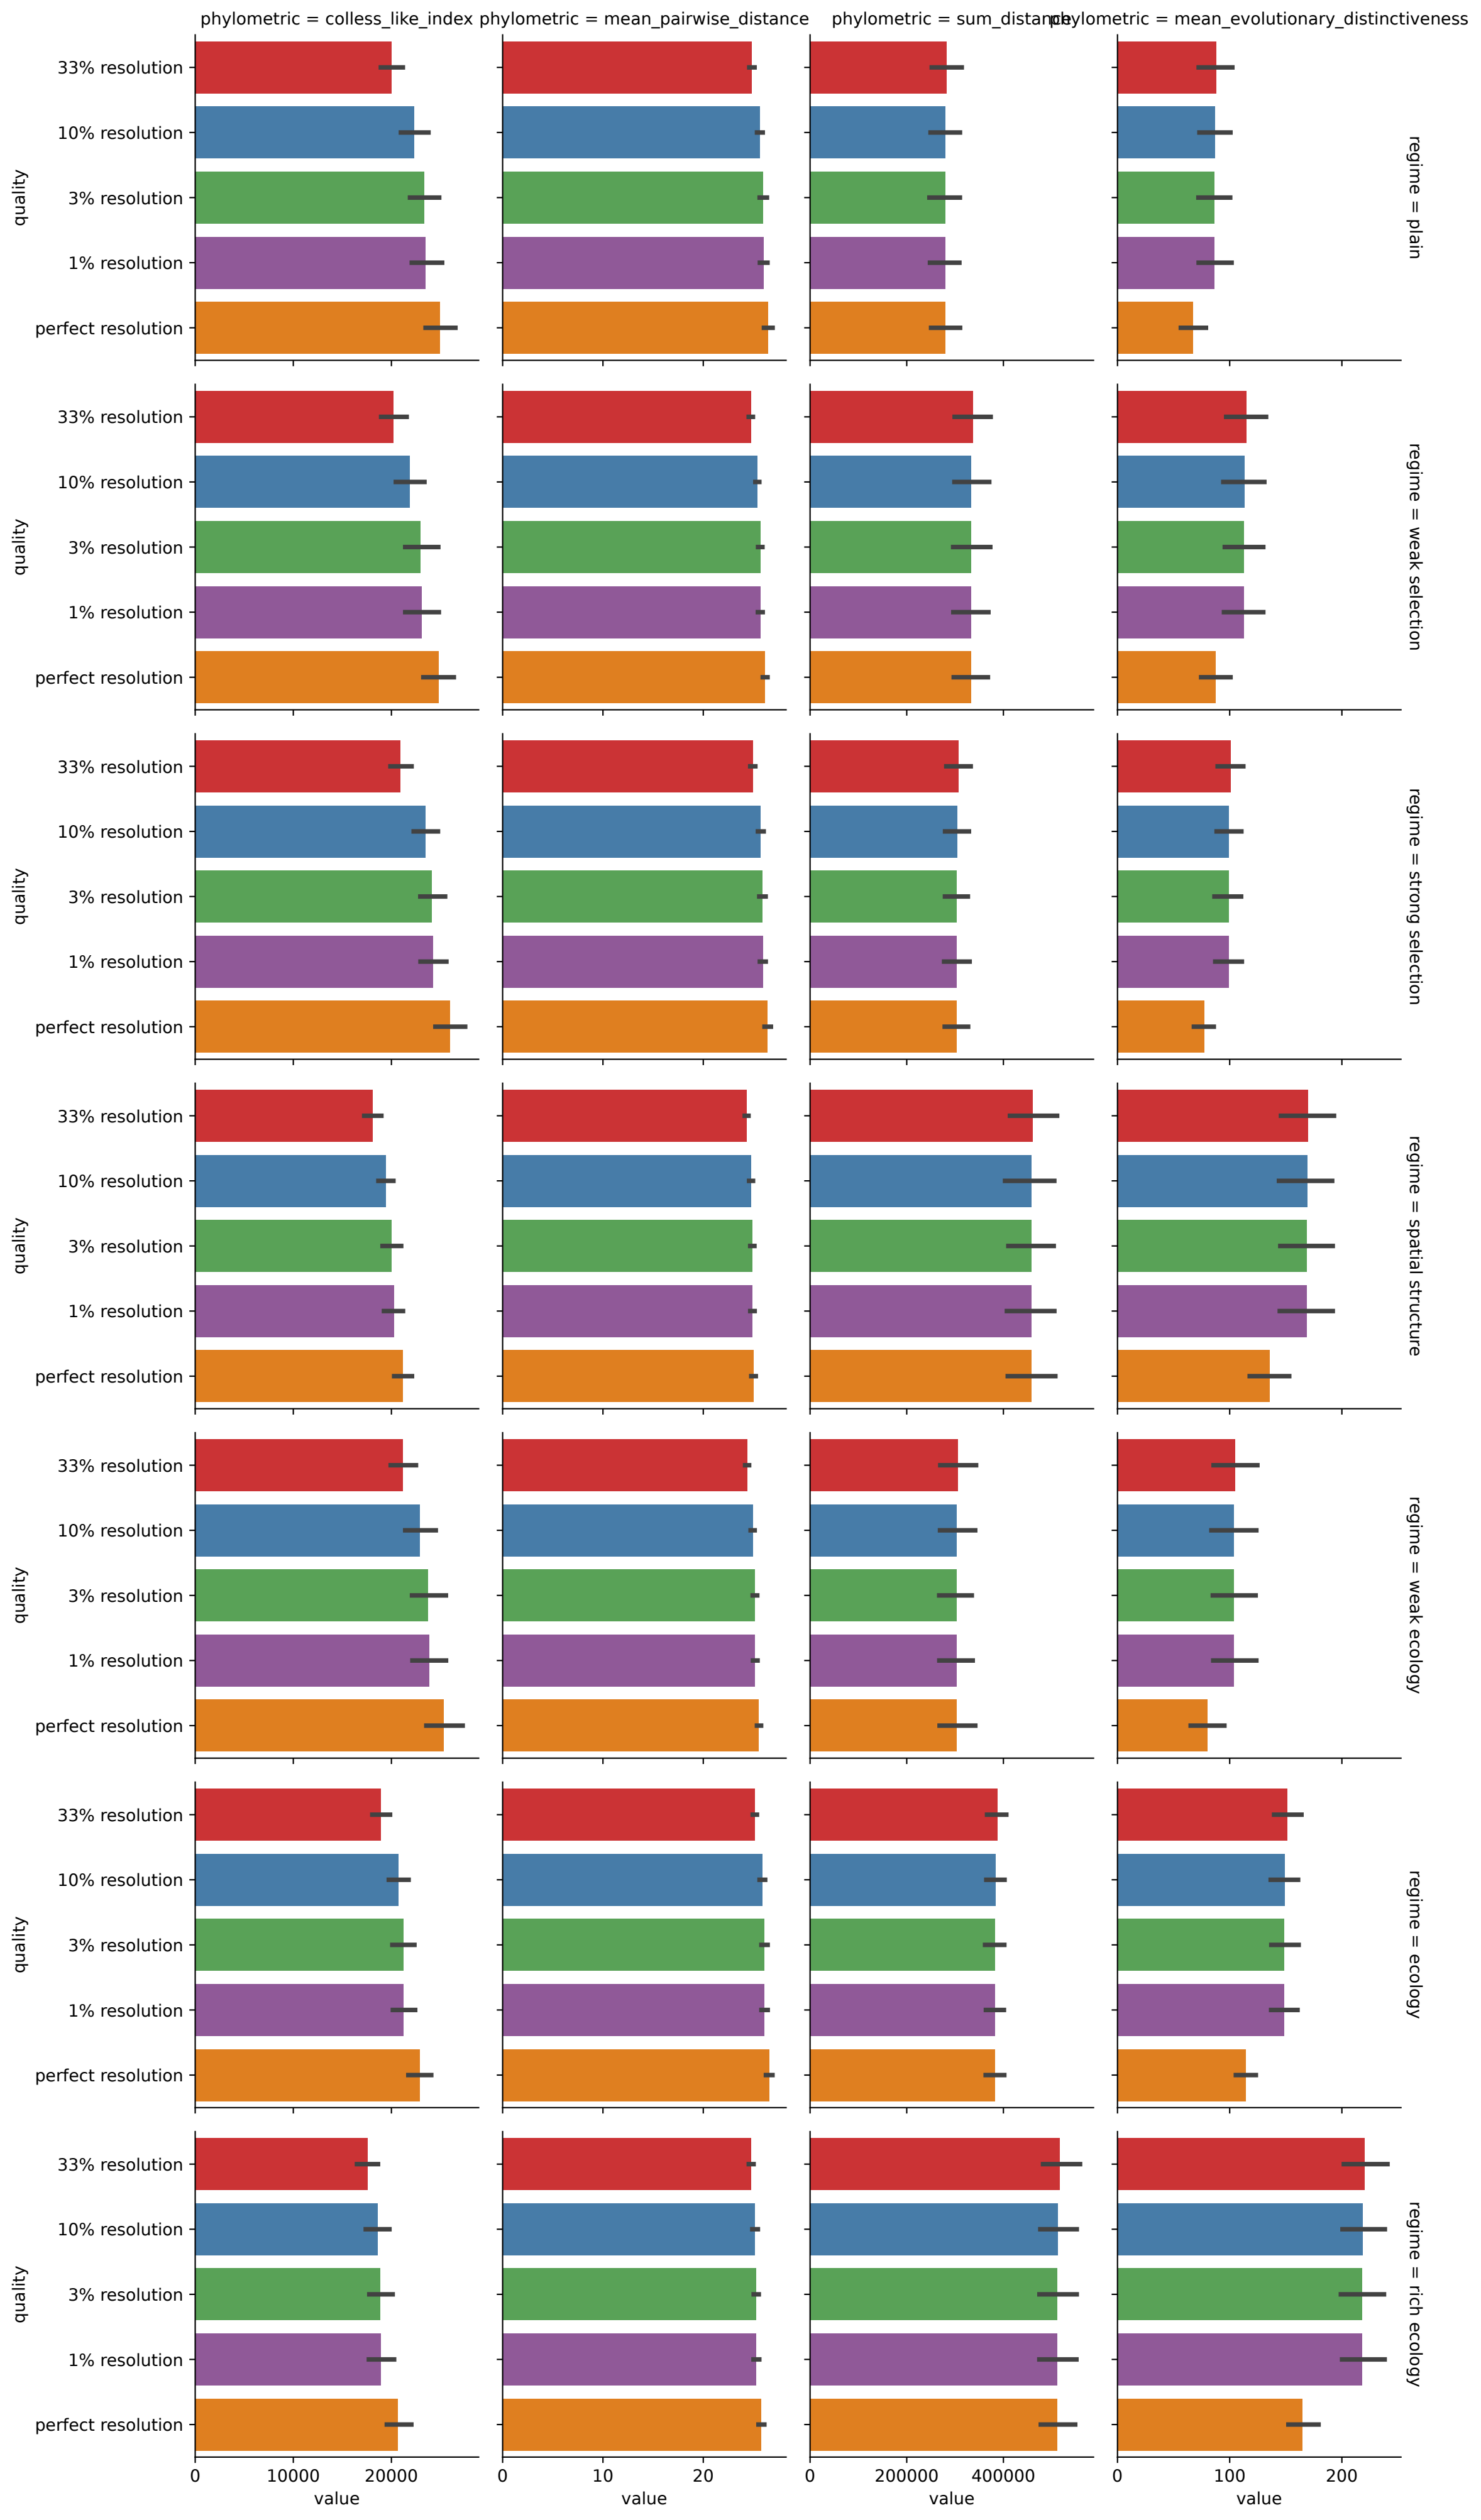 phylometric = colless_like_index
phylometric = mean_pairwise_distance
phylometric = sum_distance
phylometric = mean_evolutionary_distinctiveness
33% resolution
10% resolution
3% resolution
1% resolution
perfect resolution
quality
regime = plain
33% resolution
10% resolution
3% resolution
1% resolution
perfect resolution
quality
regime = weak selection
33% resolution
10% resolution
3% resolution
1% resolution
perfect resolution
quality
regime = strong selection
33% resolution
10% resolution
3% resolution
1% resolution
perfect resolution
quality
regime = spatial structure
33% resolution
10% resolution
3% resolution
1% resolution
perfect resolution
quality
regime = weak ecology
33% resolution
10% resolution
3% resolution
1% resolution
perfect resolution
quality
regime = ecology
33% resolution
10% resolution
3% resolution
1% resolution
perfect resolution
quality
regime = rich ecology
0 10000 20000
value
0 10 20
value
0 200000 400000
value
0 100 200
value